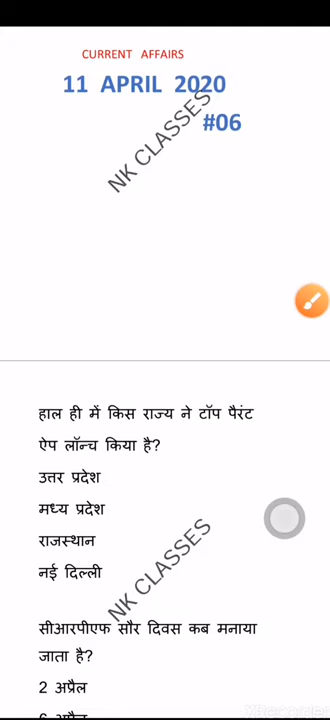 CURRENT AFFAIRS
11 APRIL 2020
#06
NK CLASSES
हाल ही में किस राज्य ने टॉप पैरंट
ऐप लॉन्च किया है?
उत्तर प्रदेश
मध्य प्रदेश
राजस्थान
नई दिल्ली
NK CLASSES
सीआरपीएफ सौर दिवस कब मनाया
जाता है?
2 अप्रैल